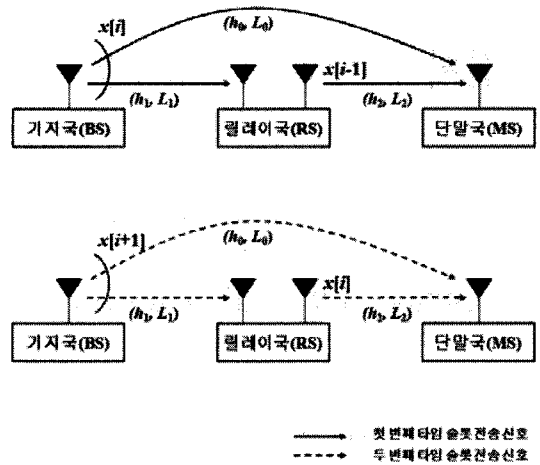 x[i]
(h₀, L₀)
x[i-1]
(h₁, L₁)
(h₂, L₂)
기지국(BS)
릴레이국(RS)
단말국(MS)
x[i+1]
(h₀, L₀)
x[i]
(h₁, L₁)
(h₂, L₂)
기지국(BS)
릴레이국(RS)
단말국(MS)
첫 번째 타임 슬롯 전송 신호
두 번째 타임 슬롯 전송 신호